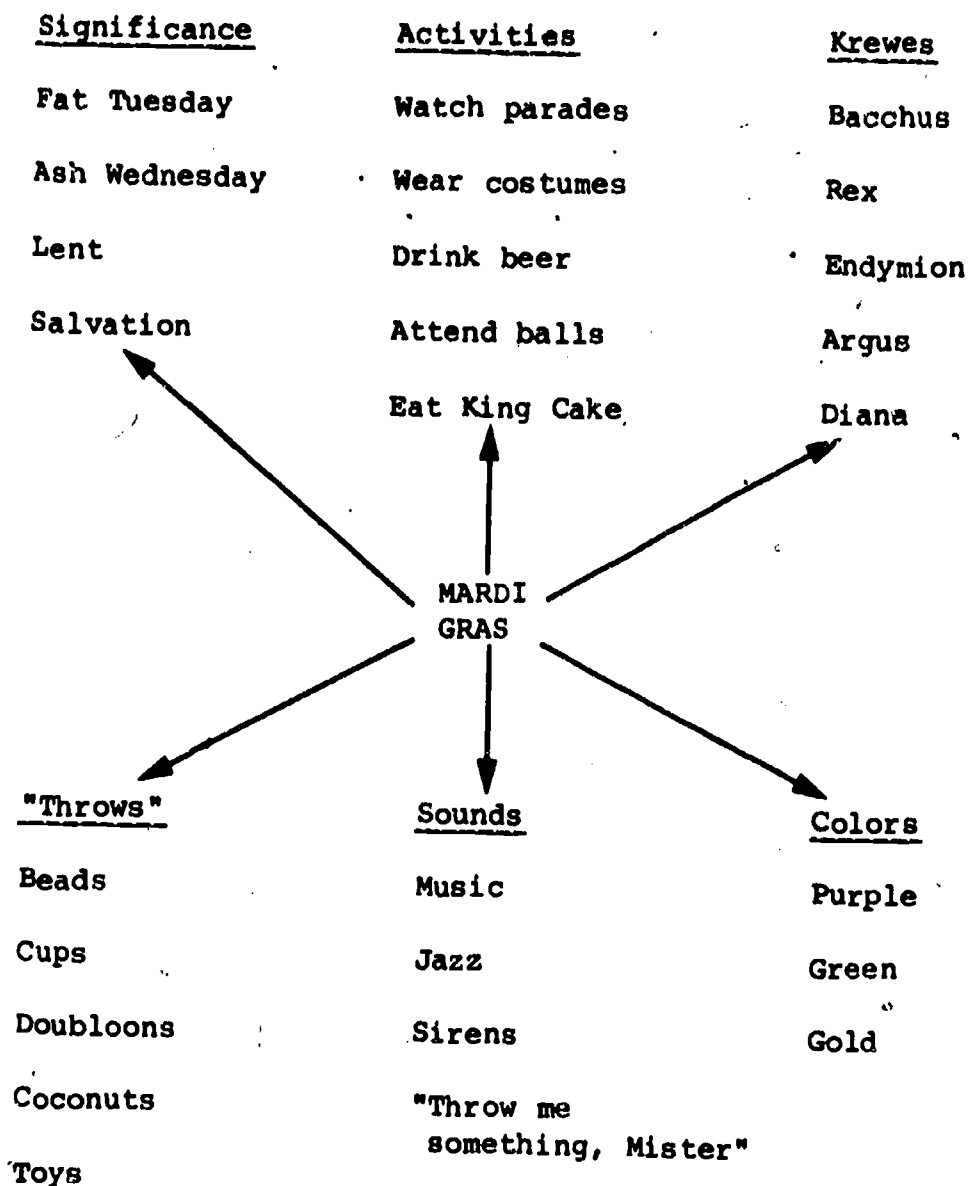 Significance
Fat Tuesday
Ash Wednesday
Lent
Salvation
Activities
Watch parades
Wear costumes
Drink beer
Attend balls
Eat King Cake
Krewes
Bacchus
Rex
Endymion
Argus
Diana
MARDI
GRAS
"Throws"
Beads
Cups
Doubloons
Coconuts
Toys
Sounds
Music
Jazz
Sirens
"Throw me
something, Mister"
Colors
Purple
Green
Gold